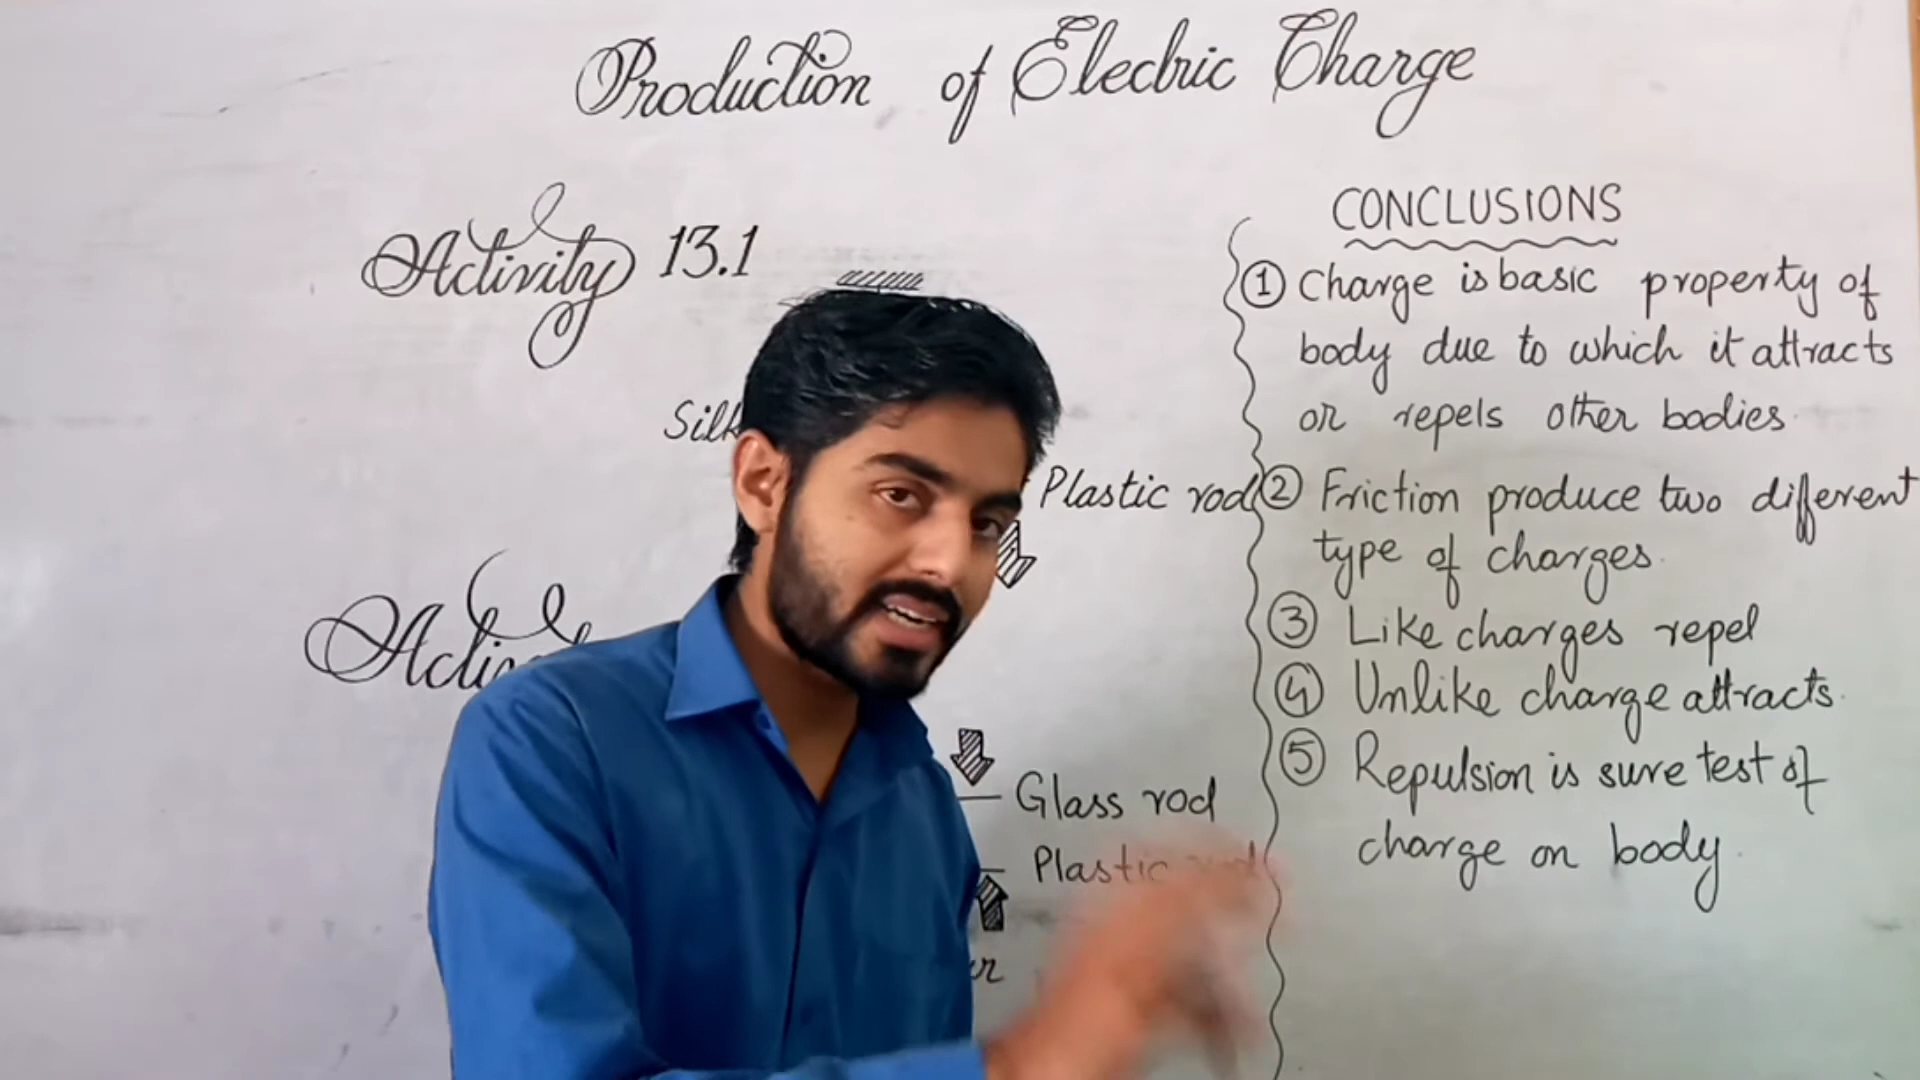 Production of Electric Charge
Activity 13.1
Silk
Plastic rod
Glass rod
Plastic
CONCLUSIONS
① Charge is basic property of
body due to which it attracts
or repels other bodies.
② Friction produce two different
type of charges.
③ Like charges repel
④ Unlike charge attracts.
⑤ Repulsion is sure test of
charge on body.